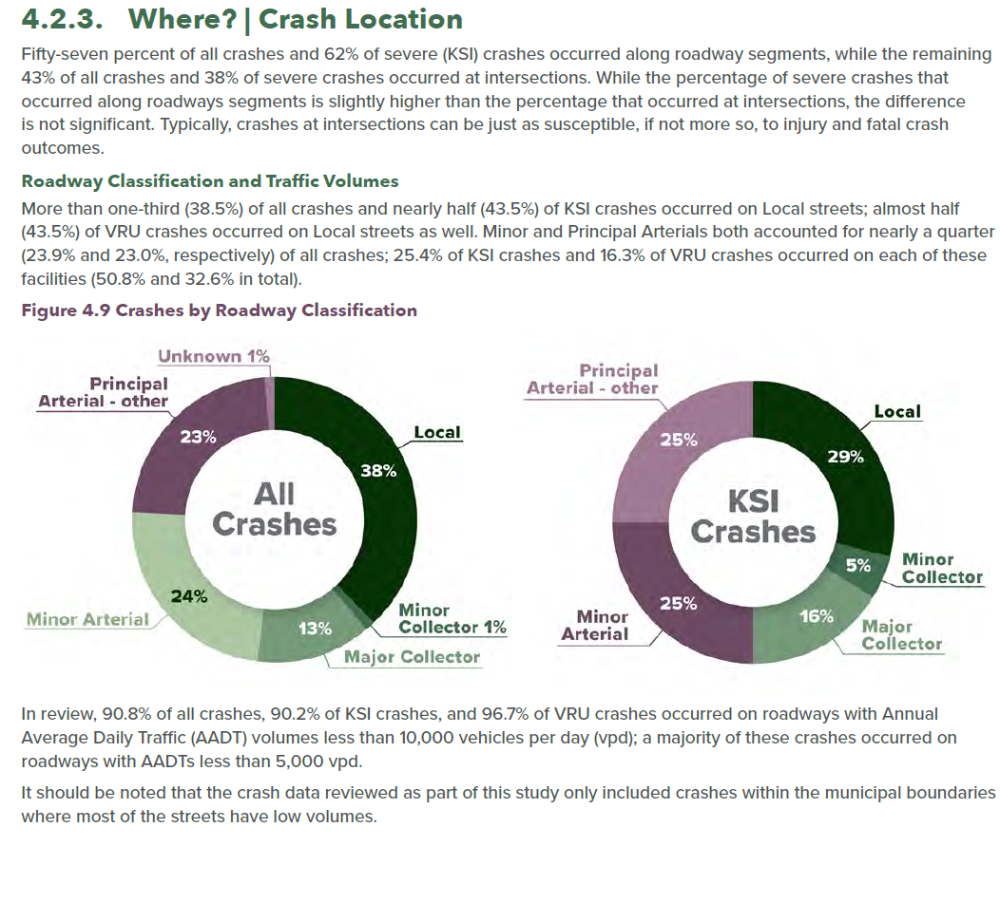 4.2.3. Where? | Crash Location
Fifty-seven percent of all crashes and 62% of severe (KSI) crashes occurred along roadway segments, while the remaining
43% of all crashes and 38% of severe crashes occurred at intersections. While the percentage of severe crashes that
occurred along roadways segments is slightly higher than the percentage that occurred at intersections, the difference
is not significant. Typically, crashes at intersections can be just as susceptible, if not more so, to injury and fatal crash
outcomes.
Roadway Classification and Traffic Volumes
More than one-third (38.5%) of all crashes and nearly half (43.5%) of KSI crashes occurred on Local streets; almost half
(43.5%) of VRU crashes occurred on Local streets as well. Minor and Principal Arterials both accounted for nearly a quarter
(23.9% and 23.0%, respectively) of all crashes; 25.4% of KSI crashes and 16.3% of VRU crashes occurred on each of these
facilities (50.8% and 32.6% in total).
Figure 4.9 Crashes by Roadway Classification
Unknown 1%
Principal
Arterial - other
23%
Local
38%
All
Crashes
24%
Minor Arterial
13%
Minor
Collector 1%
Major Collector
Principal
Arterial - other
25%
Local
29%
KSI
Crashes
5%
Minor
Collector
25%
Minor
Arterial
16%
Major
Collector
In review, 90.8% of all crashes, 90.2% of KSI crashes, and 96.7% of VRU crashes occurred on roadways with Annual
Average Daily Traffic (AADT) volumes less than 10,000 vehicles per day (vpd); a majority of these crashes occurred on
roadways with AADTs less than 5,000 vpd.
It should be noted that the crash data reviewed as part of this study only included crashes within the municipal boundaries
where most of the streets have low volumes.